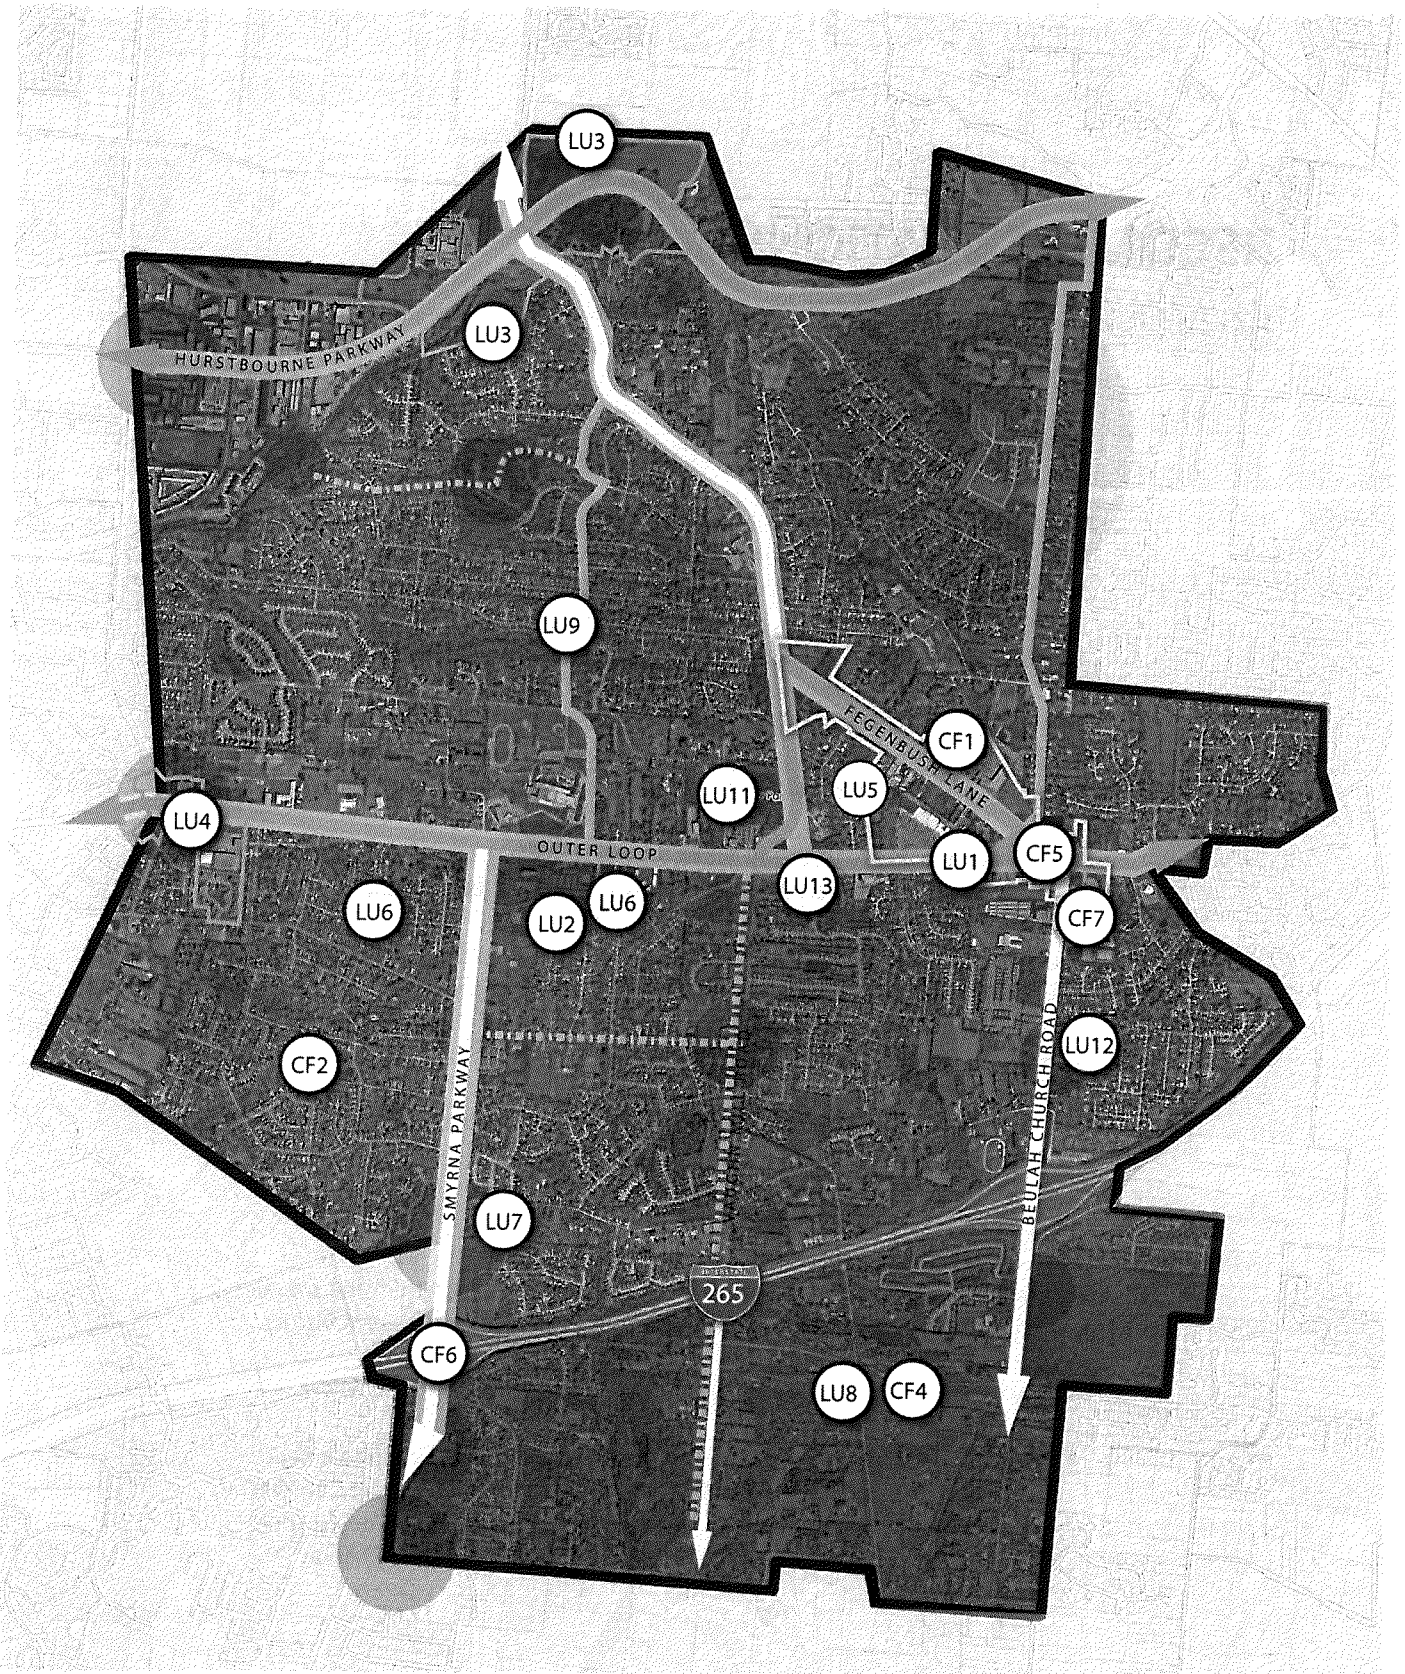 LU3
LU3
HURSTBOURNE PARKWAY
LU9
FEGENBUSH LANE
CF1
LU5
LU11
LU4
OUTER LOOP
LU1
CF5
LU13
LU6
LU6
LU2
CF7
BEULAH CHURCH ROAD
LU12
CF2
SMYRNA PARKWAY
LU7
INTERSTATE
265
CF6
LU8
CF4